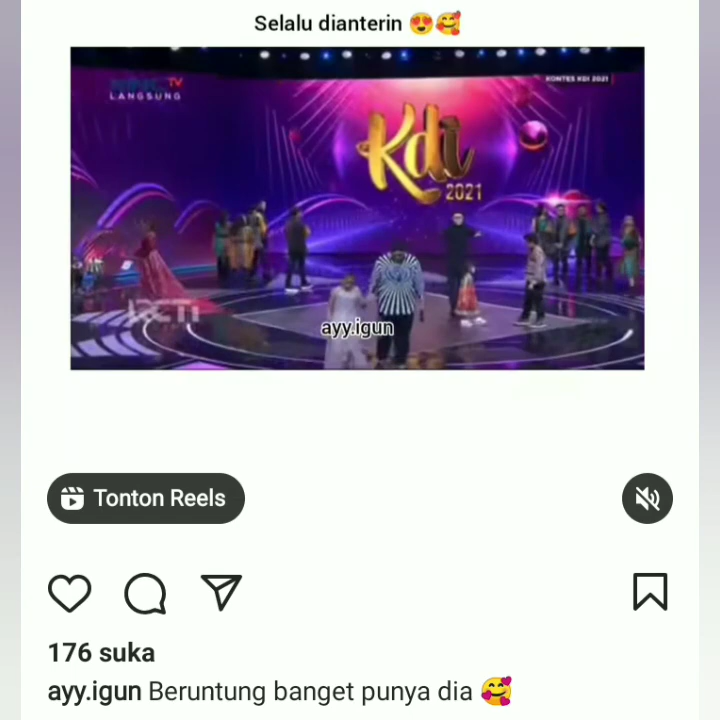 Selalu dianterin 😍🥰
LANGSUNG
KONTES KDI 2021
Kdi
2021
RCTI
ayy.igun
Tonton Reels
176 suka
ayy.igun Beruntung banget punya dia 🥰